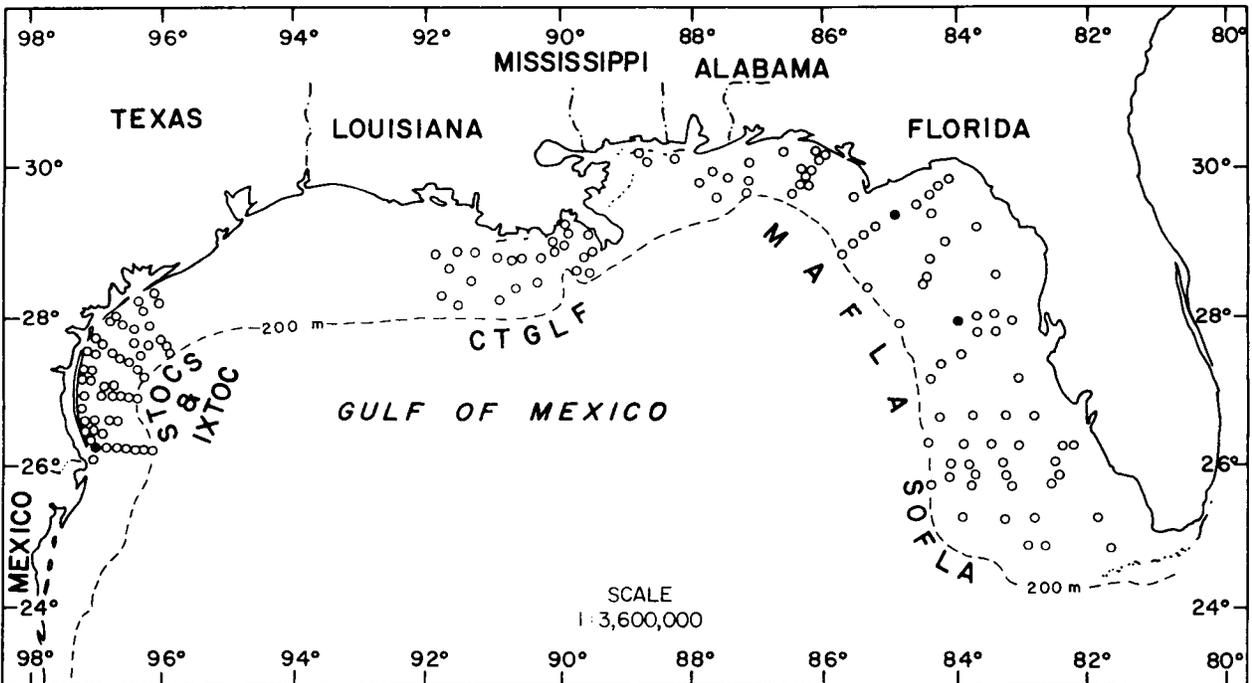 98° 96° 94° 92° 90° 88° 86° 84° 82° 80°
MISSISSIPPI
ALABAMA
TEXAS
LOUISIANA
FLORIDA
30° 30°
MAFLA
28° 28°
200 m
CTGLF
STOCS
&
IXTOC
GULF OF MEXICO
26° 26°
MEXICO
SOFLA
200 m
SCALE
1:3,600,000
24° 24°
98° 96° 94° 92° 90° 88° 86° 84° 82° 80°